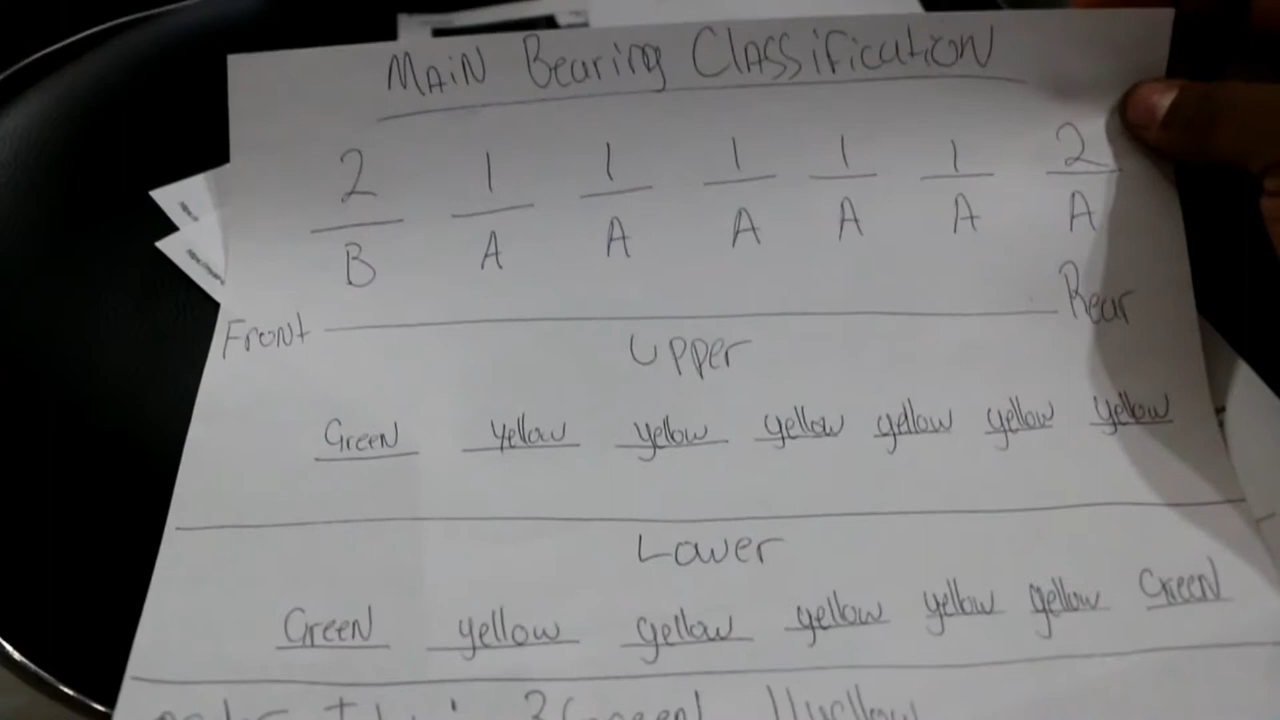 MAIN Bearing Classification
2 1 1 1 1 1 2
B A A A A A A
Front Rear
Upper
Green Yellow yellow yellow yellow yellow yellow
Lower
Green yellow yellow yellow yellow yellow Green